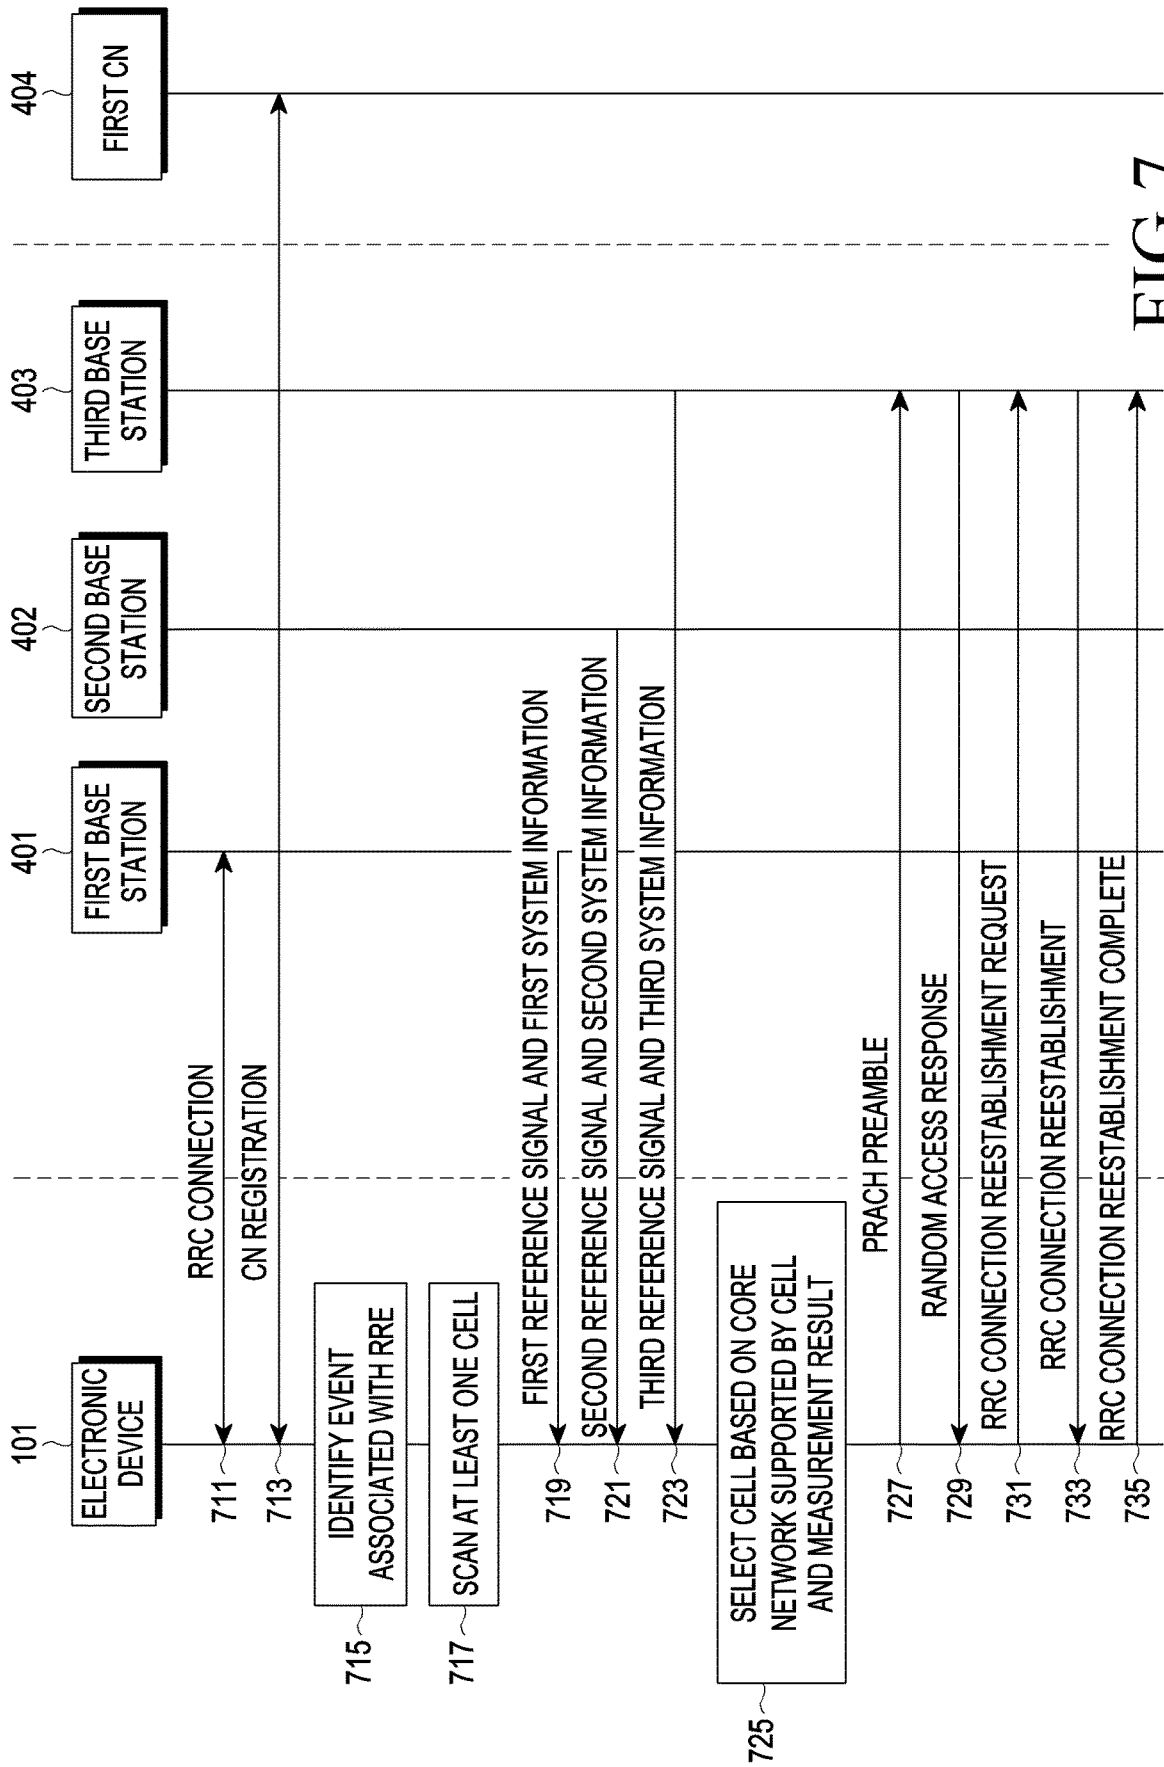 101
ELECTRONIC
DEVICE
401
FIRST BASE
STATION
402
SECOND BASE
STATION
403
THIRD BASE
STATION
404
FIRST CN
RRC CONNECTION
711
CN REGISTRATION
713
IDENTIFY EVENT
ASSOCIATED WITH RRE
715
SCAN AT LEAST ONE CELL
717
FIRST REFERENCE SIGNAL AND FIRST SYSTEM INFORMATION
719
SECOND REFERENCE SIGNAL AND SECOND SYSTEM INFORMATION
721
THIRD REFERENCE SIGNAL AND THIRD SYSTEM INFORMATION
723
SELECT CELL BASED ON CORE
NETWORK SUPPORTED BY CELL
AND MEASUREMENT RESULT
725
PRACH PREAMBLE
727
RANDOM ACCESS RESPONSE
729
RRC CONNECTION REESTABLISHMENT REQUEST
731
RRC CONNECTION REESTABLISHMENT
733
RRC CONNECTION REESTABLISHMENT COMPLETE
735
FIG 7